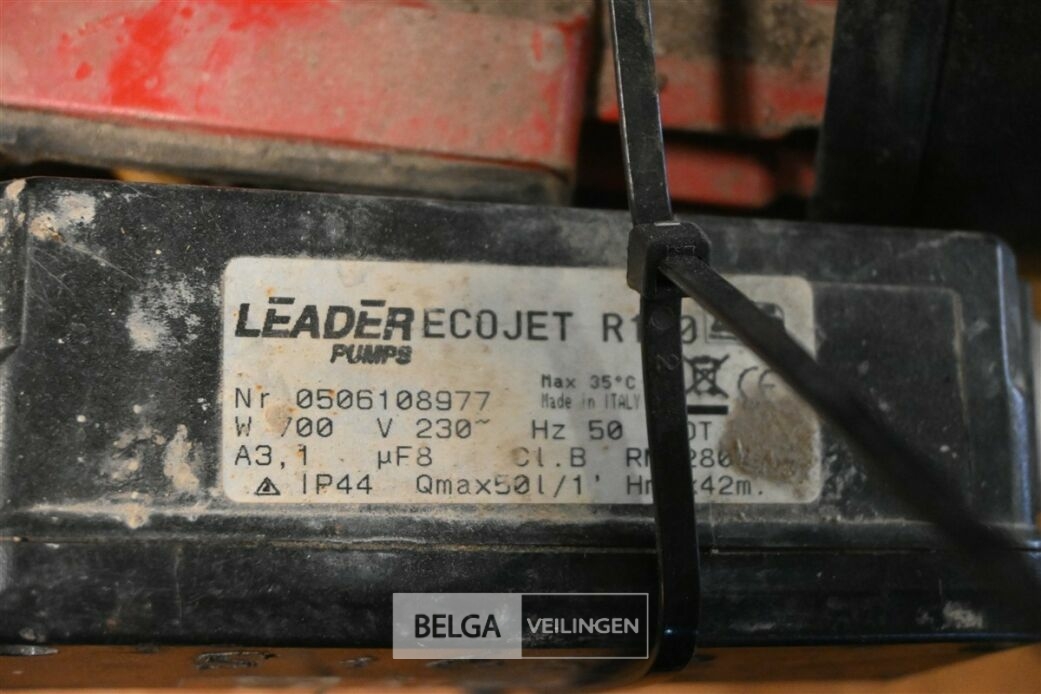 LEADER ECOJET
PUMPS
Max 35°C
Nr 0506108977
Made in ITALY
W 700 V 230~ Hz 50
A3,1 µF8 Cl.B
IP44 Qmax50l/1'
CE
BELGA VEILINGEN